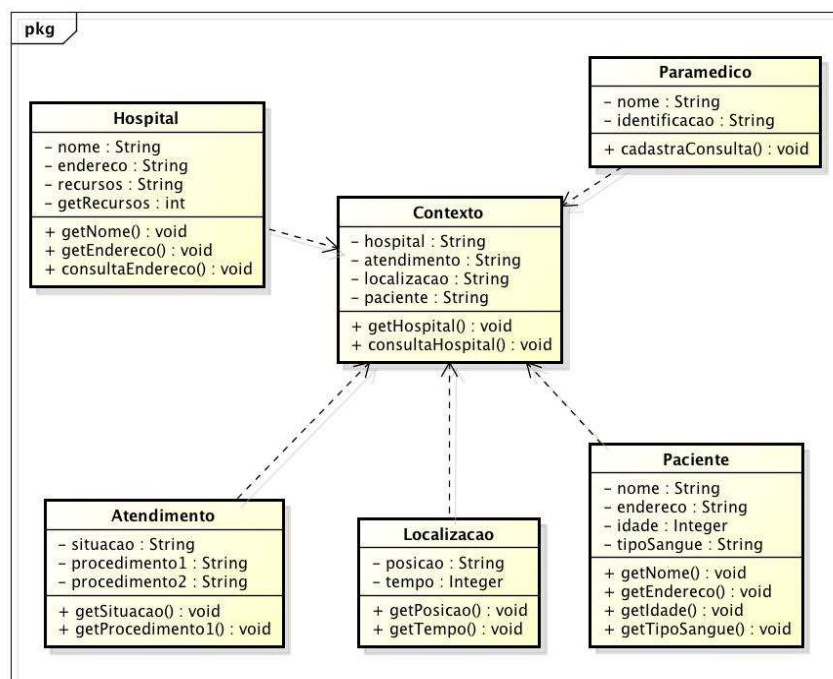 pkg
Hospital
- nome : String
- endereco : String
- recursos : String
- getRecursos : int
+ getNome() : void
+ getEndereco() : void
+ consultaEndereco() : void
Paramedico
- nome : String
- identificacao : String
+ cadastraConsulta() : void
Contexto
- hospital : String
- atendimento : String
- localizacao : String
- paciente : String
+ getHospital() : void
+ consultaHospital() : void
Atendimento
- situacao : String
- procedimento1 : String
- procedimento2 : String
+ getSituacao() : void
+ getProcedimento1() : void
Localizacao
- posicao : String
- tempo : Integer
+ getPosicao() : void
+ getTempo() : void
Paciente
- nome : String
- endereco : String
- idade : Integer
- tipoSangue : String
+ getNome() : void
+ getEndereco() : void
+ getIdade() : void
+ getTipoSangue() : void